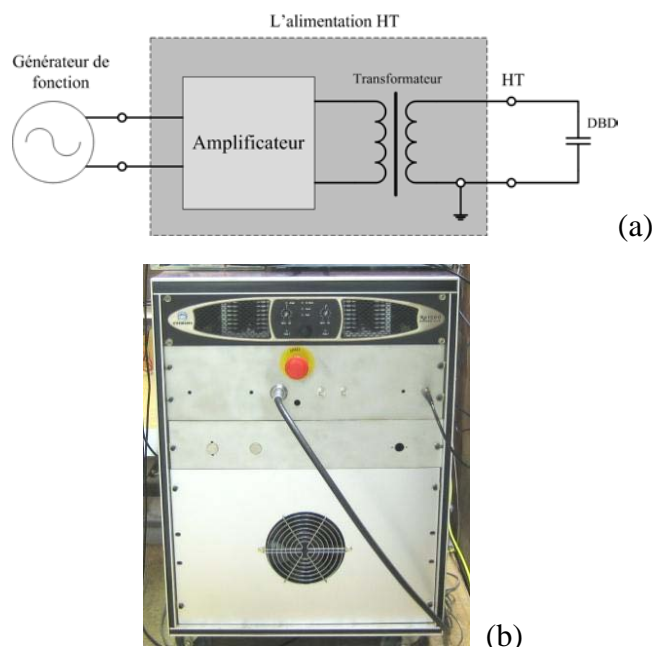 L'alimentation HT
Générateur de
fonction
Amplificateur
Transformateur
HT
DBD
(a)
(b)